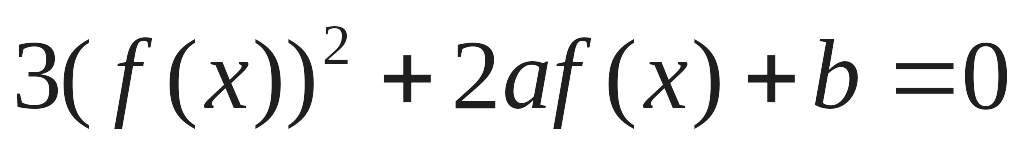 3(f(x))² + 2af(x) + b = 0